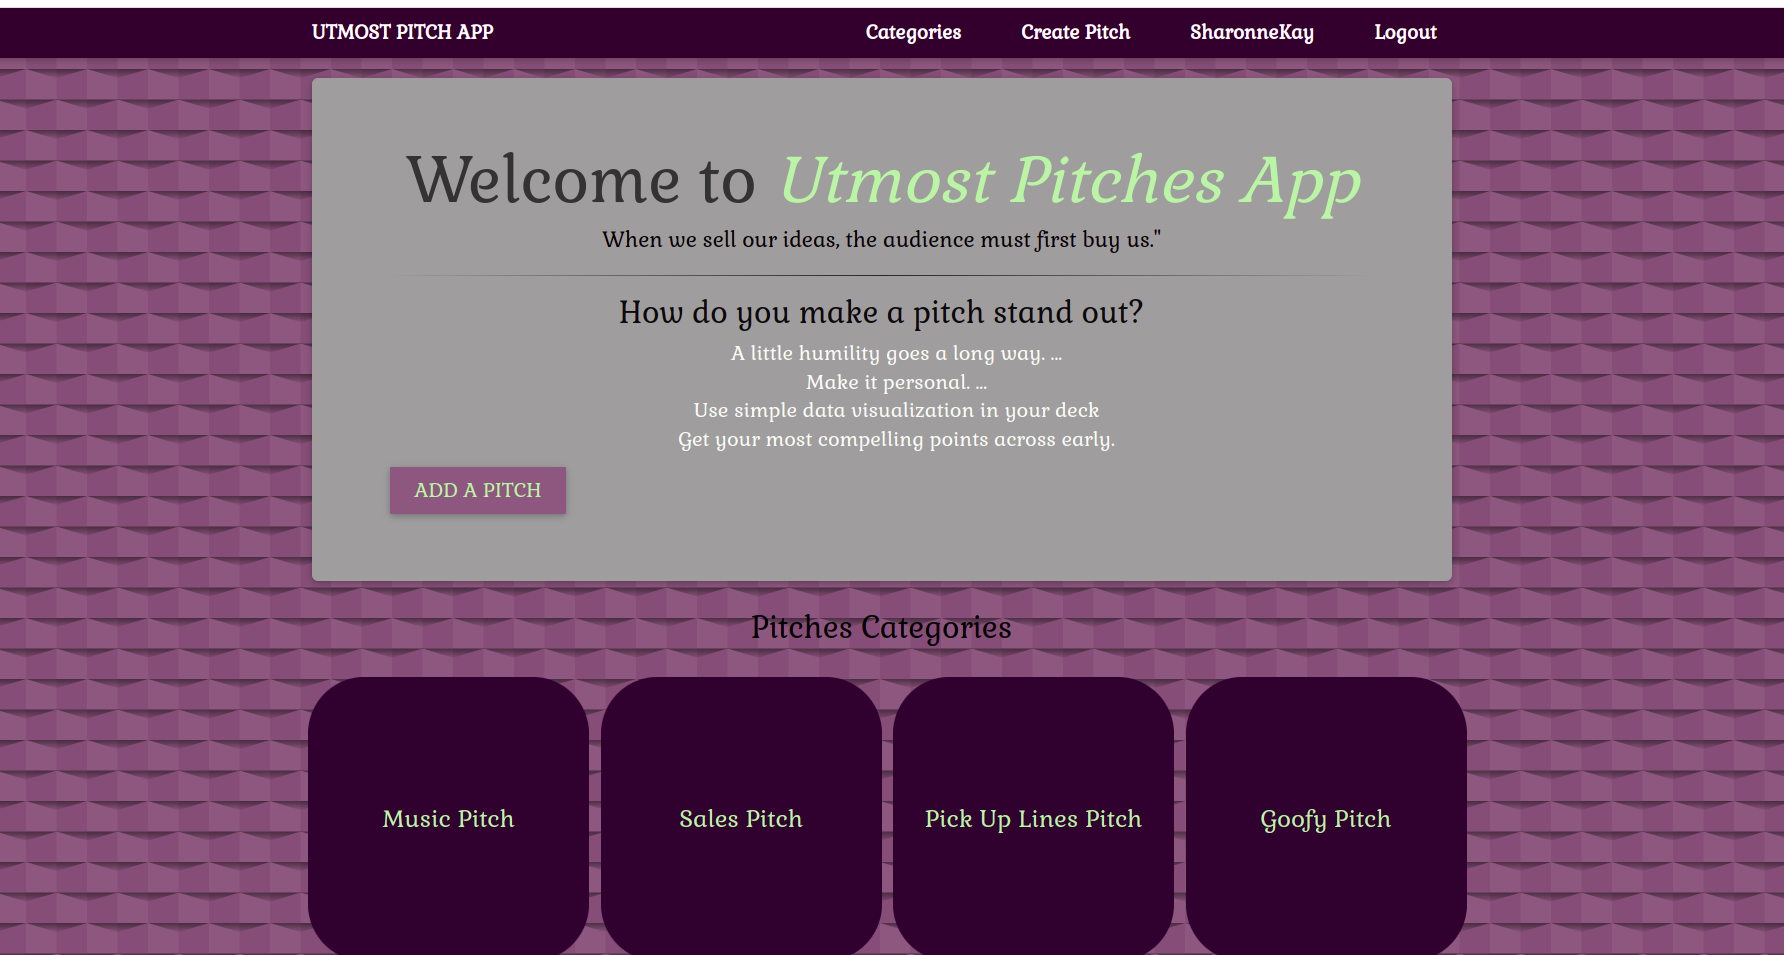 UTMOST PITCH APP Categories Create Pitch SharonneKay Logout
Welcome to Utmost Pitches App
When we sell our ideas, the audience must first buy us."
How do you make a pitch stand out?
A little humility goes a long way. ...
Make it personal. ...
Use simple data visualization in your deck
Get your most compelling points across early.
ADD A PITCH
Pitches Categories
Music Pitch Sales Pitch Pick Up Lines Pitch Goofy Pitch